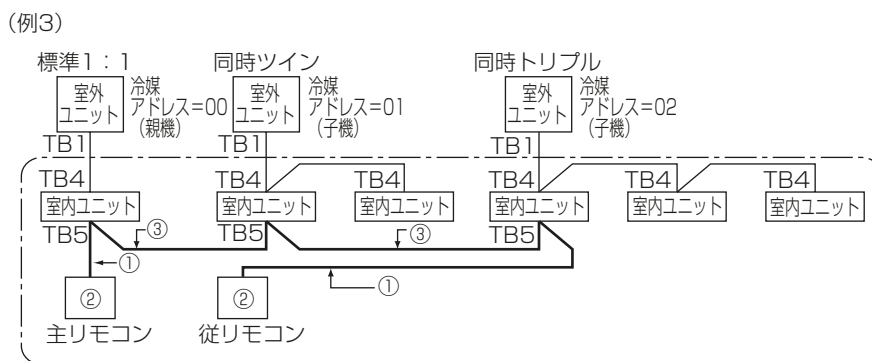 (例3)
標準1:1
同時ツイン
同時トリプル
室外
ユニット
冷媒
アドレス=00
(親機)
室外
ユニット
冷媒
アドレス=01
(子機)
室外
ユニット
冷媒
アドレス=02
(子機)
TB1
TB1
TB1
TB4
TB4
TB4
TB4
TB4
TB4
室内ユニット
室内ユニット
室内ユニット
室内ユニット
室内ユニット
室内ユニット
TB5
③
TB5
③
TB5
①
①
②
②
主リモコン
従リモコン